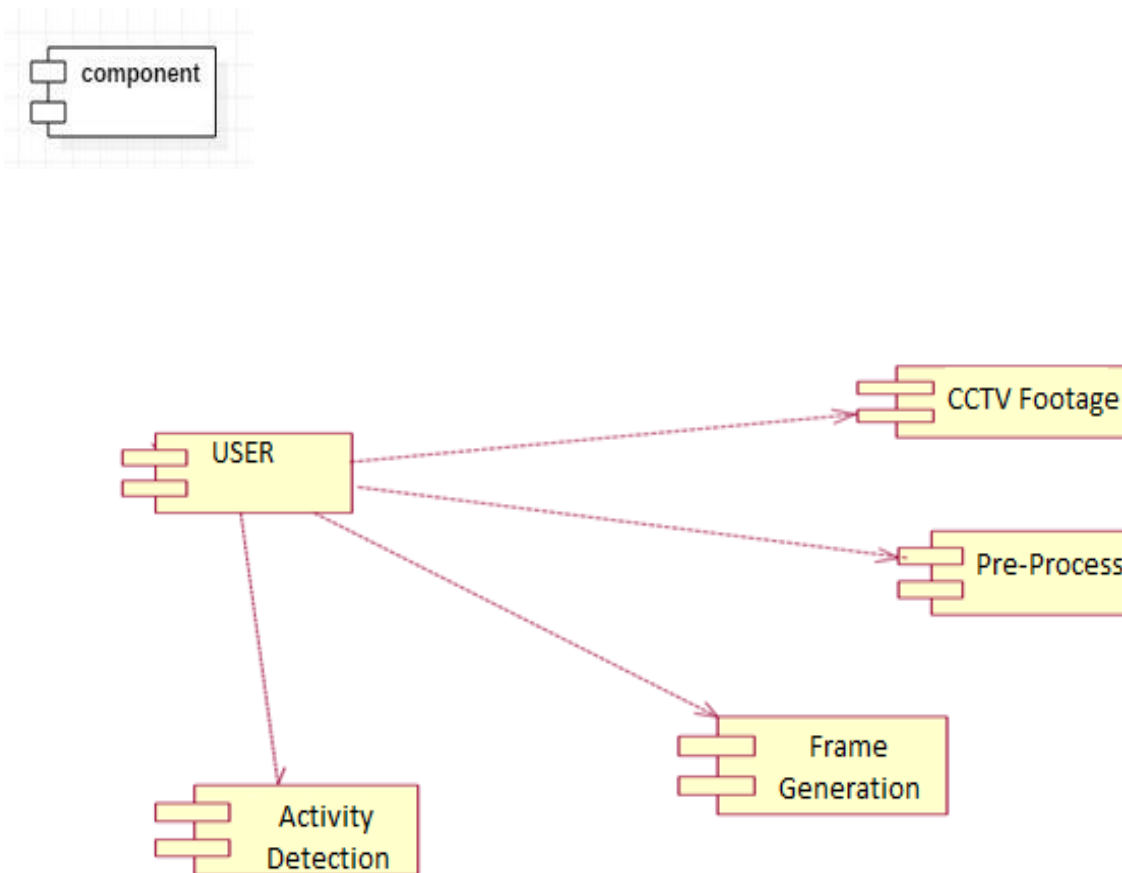 component
CCTV Footage
USER
Pre-Process
Frame
Generation
Activity
Detection